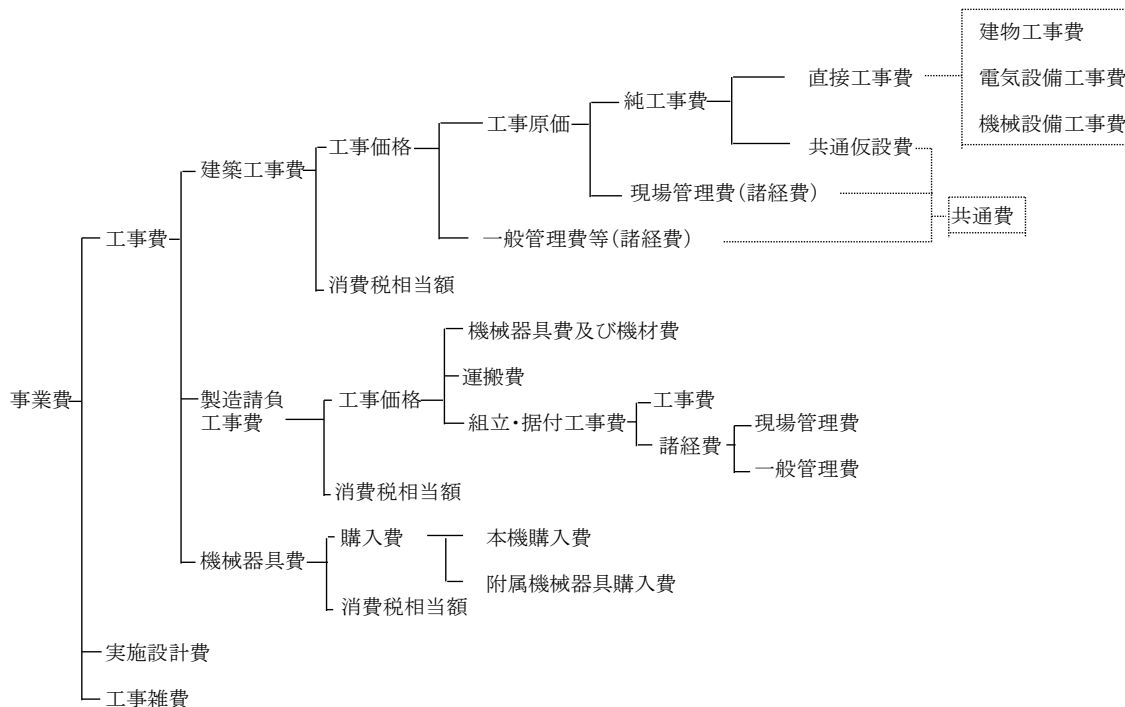 建物工事費
直接工事費
電気設備工事費
純工事費
工事原価
機械設備工事費
工事価格
共通仮設費
建築工事費
現場管理費(諸経費)
共通費
工事費
一般管理費等(諸経費)
消費税相当額
機械器具費及び機材費
運搬費
事業費
製造請負
工事費
工事価格
工事費
組立・据付工事費
現場管理費
諸経費
一般管理費
消費税相当額
購入費
本機購入費
機械器具費
附属機械器具購入費
消費税相当額
実施設計費
工事雑費